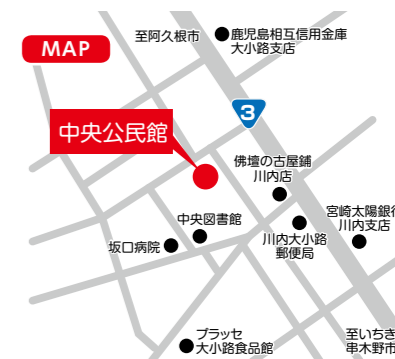 MAP
至阿久根市
鹿児島相互信用金庫
大小路支店
3
中央公民館
佛壇の古屋鋪
川内店
中央図書館
坂口病院
川内大小路
郵便局
宮崎太陽銀行
川内支店
プラッセ
大小路食品館
至いちき
串木野市